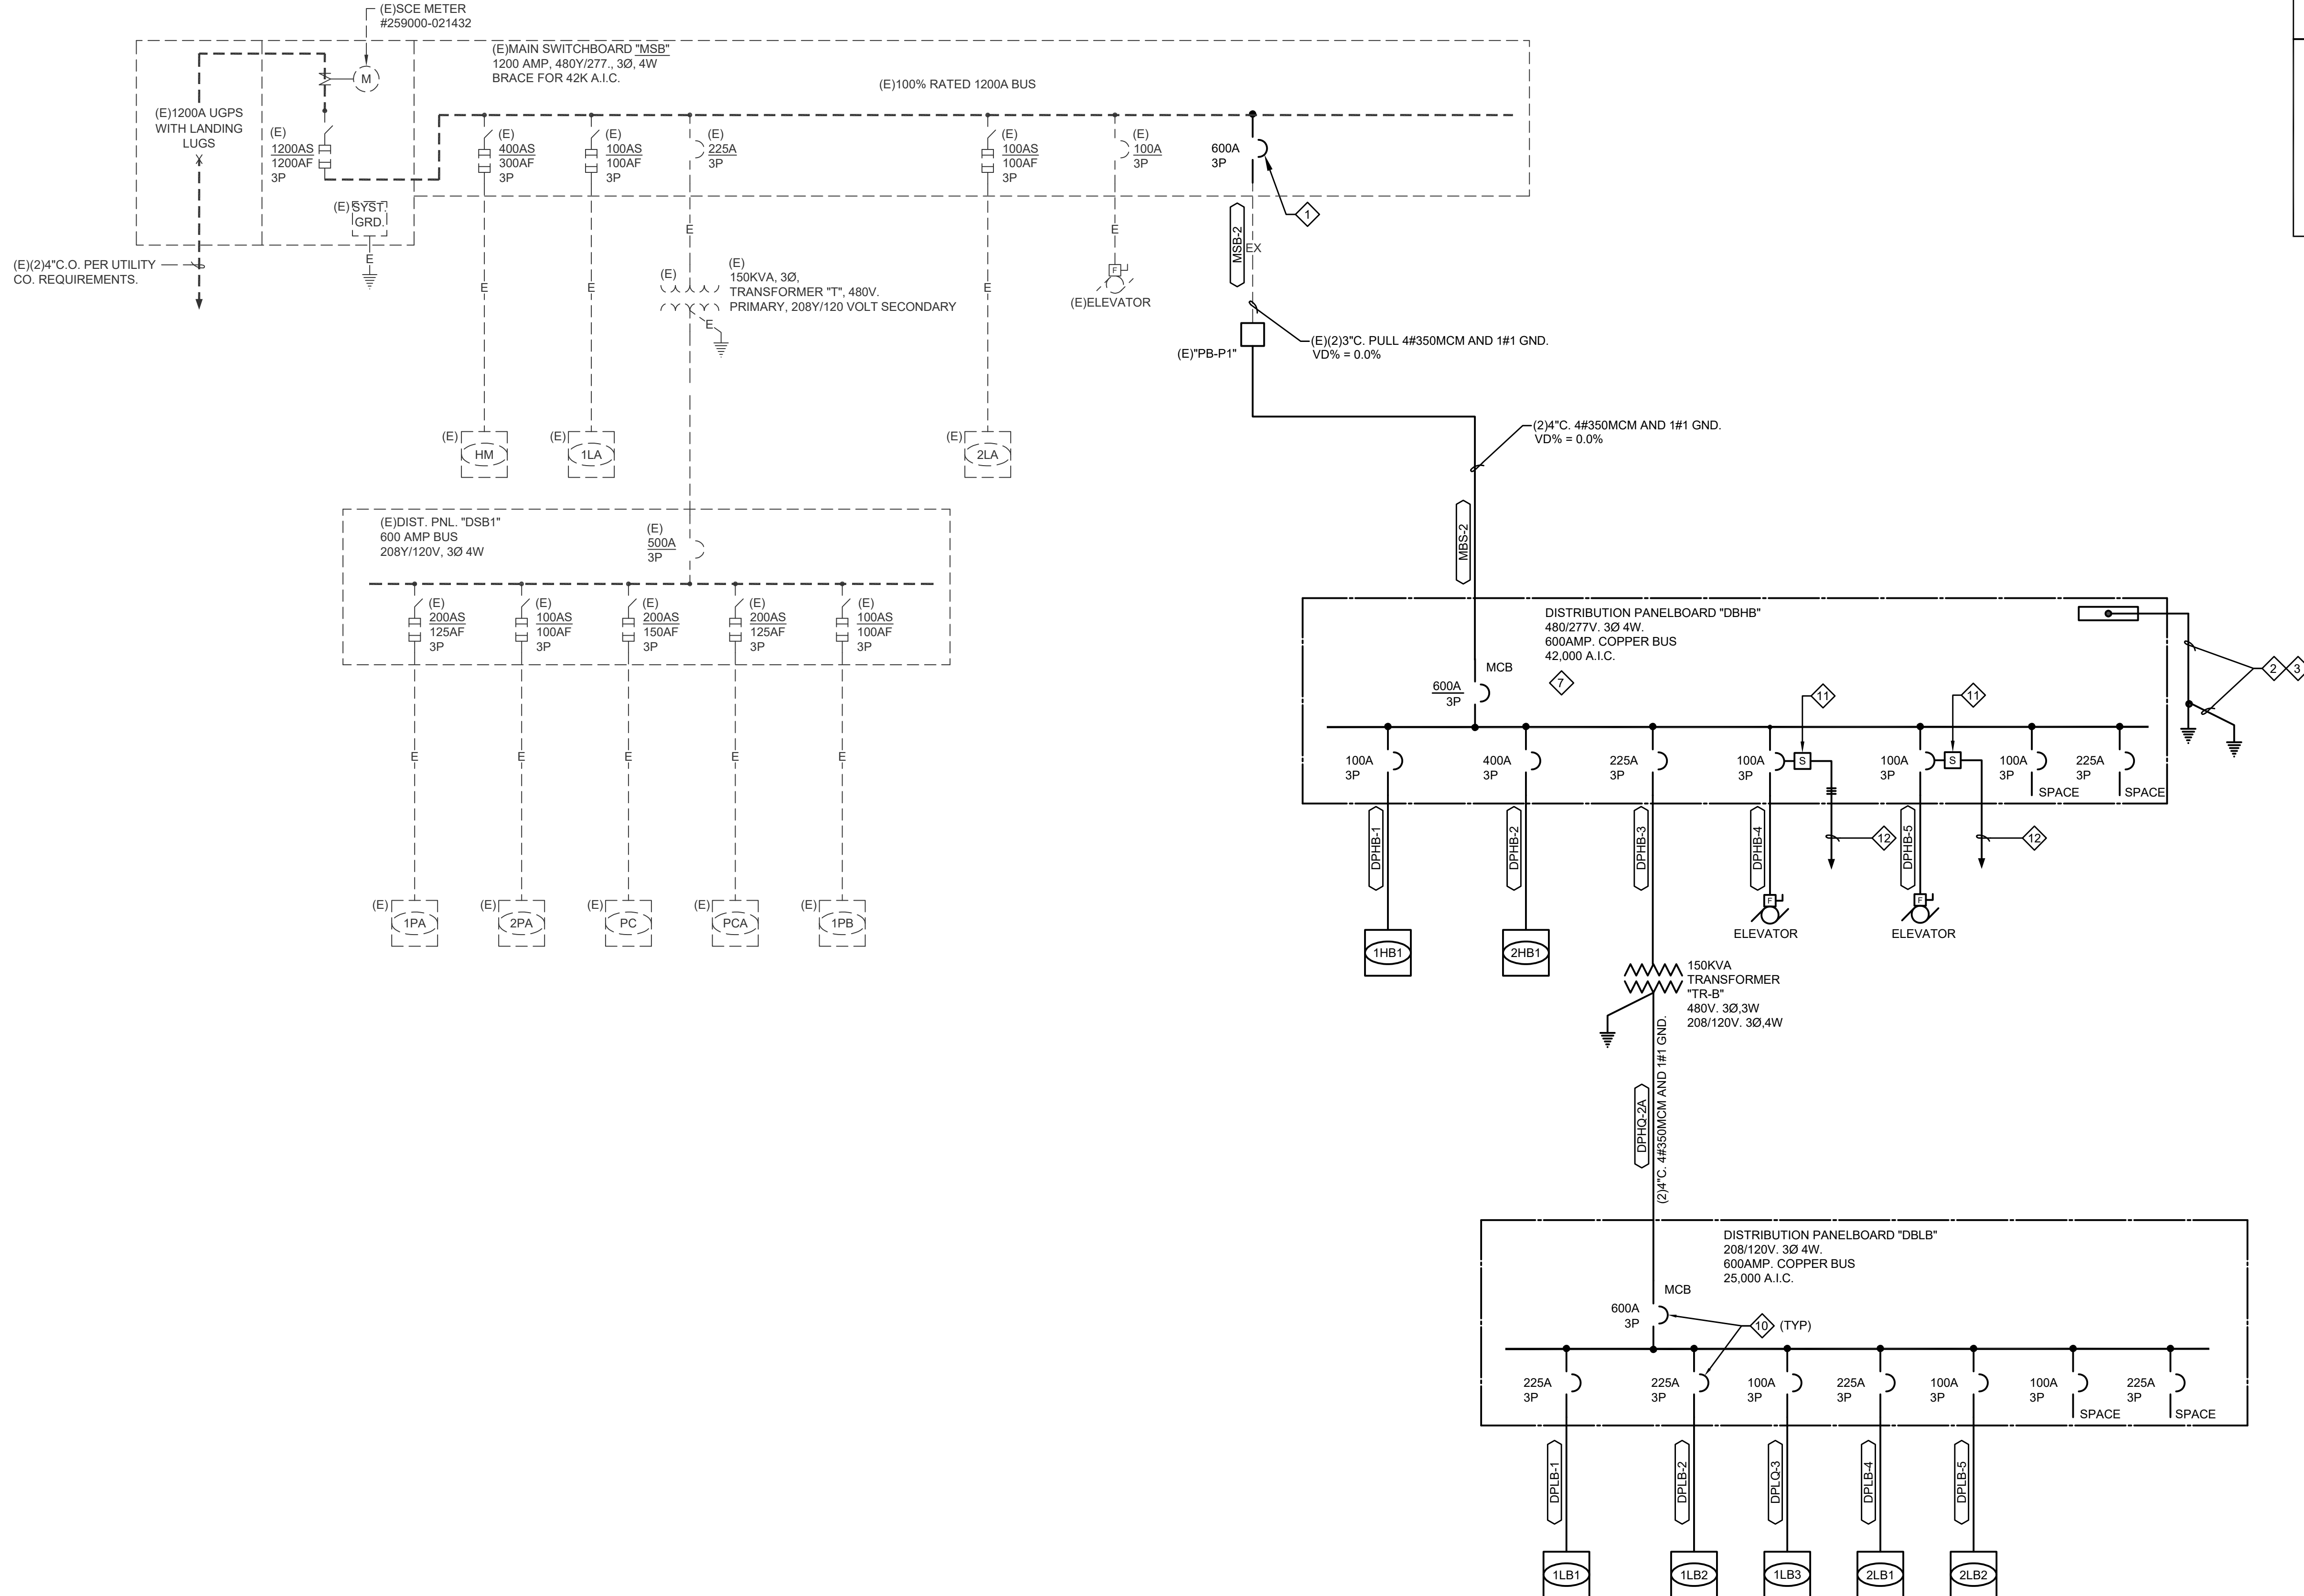 (E)SCE METER
#259000-021432
(E)MAIN SWITCHBOARD "MSB"
1200 AMP, 480Y/277., 3Ø, 4W
BRACE FOR 42K A.I.C.
(E)100% RATED 1200A BUS
M
(E)1200A UGPS
WITH LANDING
LUGS
(E)
1200AS
1200AF
3P
(E)
400AS
300AF
3P
(E)
100AS
100AF
3P
(E)
225A
3P
(E)
100AS
100AF
3P
(E)
100A
3P
600A
3P
1
(E)SYST.
GRD.
E
(E)(2)4"C.O. PER UTILITY
CO. REQUIREMENTS.
E
E
E
E
E
MSB-2
EX
(E)
(E)
150KVA, 3Ø,
TRANSFORMER "T", 480V.
PRIMARY, 208Y/120 VOLT SECONDARY
E
F
(E)ELEVATOR
(E)"PB-P1"
(E)(2)3"C. PULL 4#350MCM AND 1#1 GND.
VD% = 0.0%
(2)4"C. 4#350MCM AND 1#1 GND.
VD% = 0.0%
MBS-2
(E)
HM
(E)
1LA
(E)
2LA
(E)DIST. PNL. "DSB1"
600 AMP BUS
208Y/120V, 3Ø 4W
(E)
500A
3P
(E)
200AS
125AF
3P
(E)
100AS
100AF
3P
(E)
200AS
150AF
3P
(E)
200AS
125AF
3P
(E)
100AS
100AF
3P
E
E
E
E
E
(E)
1PA
(E)
2PA
(E)
PC
(E)
PCA
(E)
1PB
DISTRIBUTION PANELBOARD "DBHB"
480/277V. 3Ø 4W.
600AMP. COPPER BUS
42,000 A.I.C.
MCB
600A
3P
7
11
11
2
3
100A
3P
400A
3P
225A
3P
100A
3P
S
100A
3P
S
100A
3P
SPACE
225A
3P
SPACE
DPHB-1
DPHB-2
DPHB-3
DPHB-4
12
DPHB-5
12
1HB1
2HB1
F
ELEVATOR
F
ELEVATOR
150KVA
TRANSFORMER
"TR-B"
480V. 3Ø,3W
208/120V. 3Ø,4W
DPHQ-2A
(2)4"C. 4#350MCM AND 1#1 GND.
DISTRIBUTION PANELBOARD "DBLB"
208/120V. 3Ø 4W.
600AMP. COPPER BUS
25,000 A.I.C.
MCB
600A
3P
10
(TYP)
225A
3P
225A
3P
100A
3P
225A
3P
100A
3P
100A
3P
SPACE
225A
3P
SPACE
DPLB-1
DPLB-2
DPLQ-3
DPLB-4
DPLB-5
1LB1
1LB2
1LB3
2LB1
2LB2